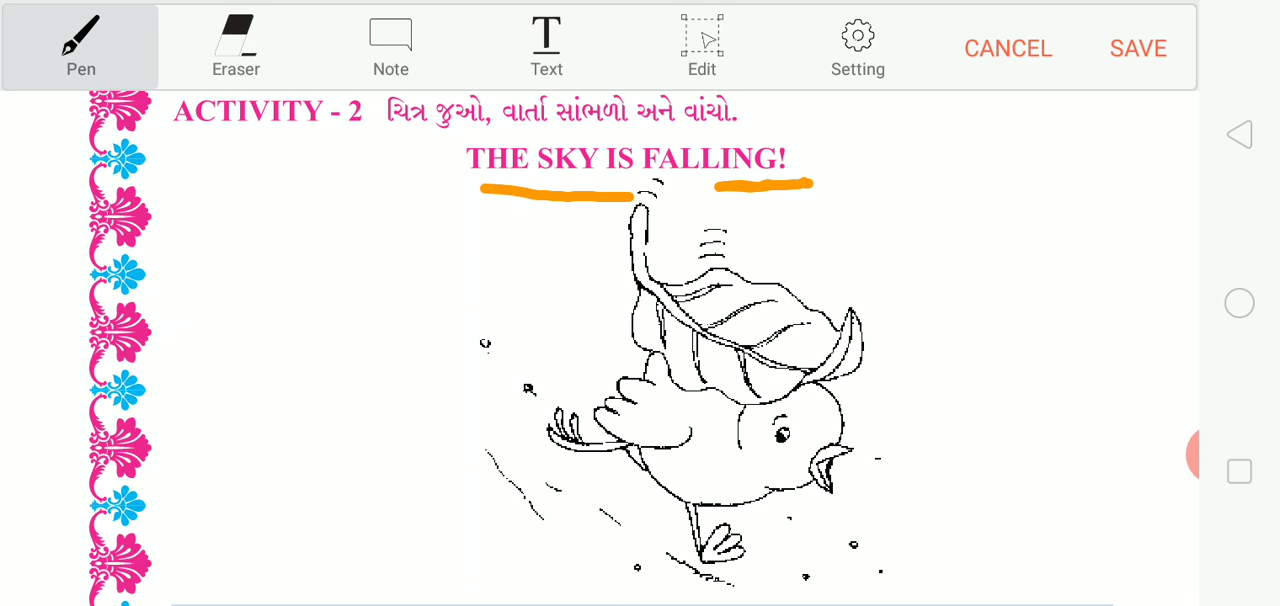 Pen
Eraser
Note
Text
Edit
Setting
CANCEL
SAVE
ACTIVITY - 2 ચિત્ર જુઓ, વાર્તા સાંભળો અને વાંચો.
THE SKY IS FALLING!